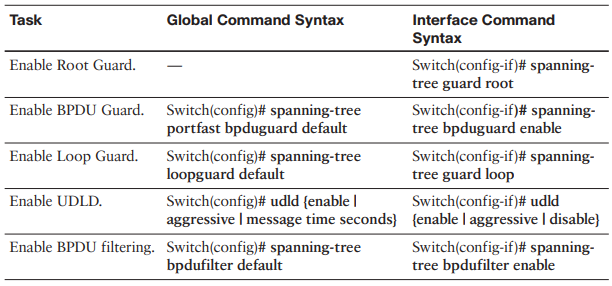 Task Global Command Syntax Interface Command
Syntax
Enable Root Guard. — Switch(config-if)# spanning-
tree guard root
Enable BPDU Guard. Switch(config)# spanning-tree Switch(config-if)# spanning-
portfast bpduguard default tree bpduguard enable
Enable Loop Guard. Switch(config)# spanning-tree Switch(config-if)# spanning-
loopguard default tree guard loop
Enable UDLD. Switch(config)# udld {enable | Switch(config-if)# udld
aggressive | message time seconds} {enable | aggressive | disable}
Enable BPDU filtering. Switch(config)# spanning-tree Switch(config-if)# spanning-
bpdufilter default tree bpdufilter enable